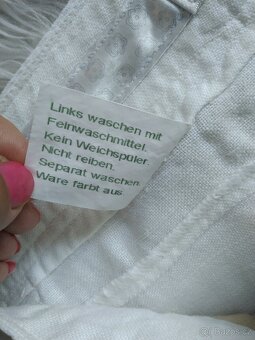 Links waschen mit
Feinwaschmittel.
Kein Weichspüler.
Nicht reiben.
Separat waschen.
Ware färbt aus.